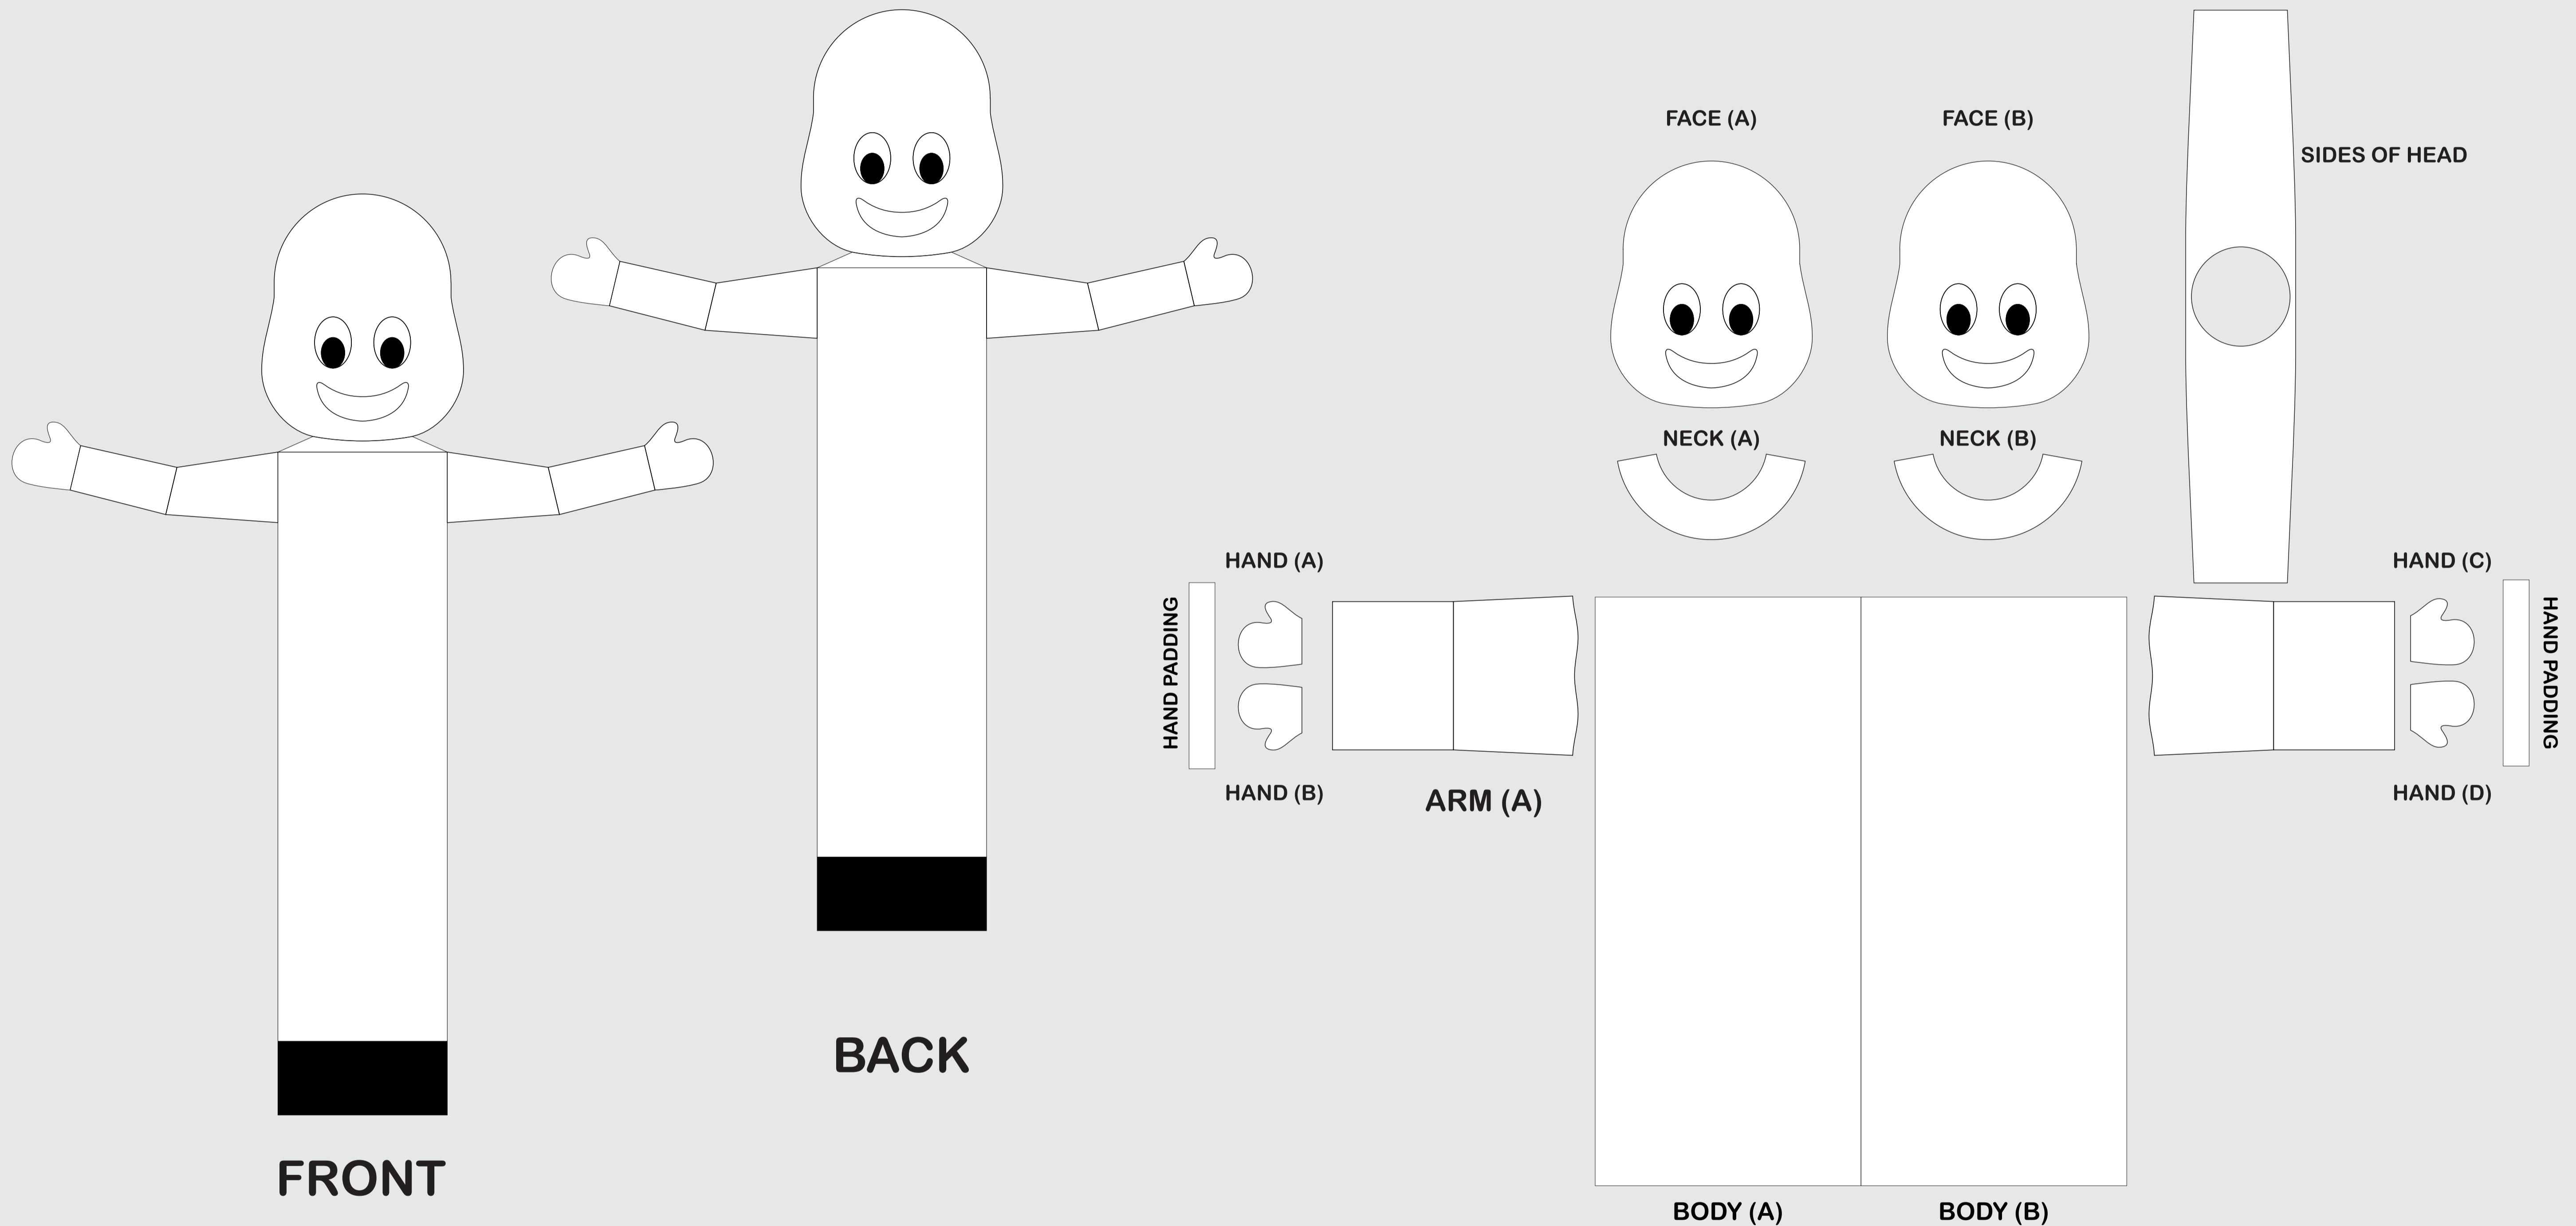 FRONT
BACK
FACE (A)
FACE (B)
SIDES OF HEAD
NECK (A)
NECK (B)
HAND (A)
HAND (C)
HAND PADDING
HAND PADDING
HAND (B)
ARM (A)
HAND (D)
BODY (A)
BODY (B)